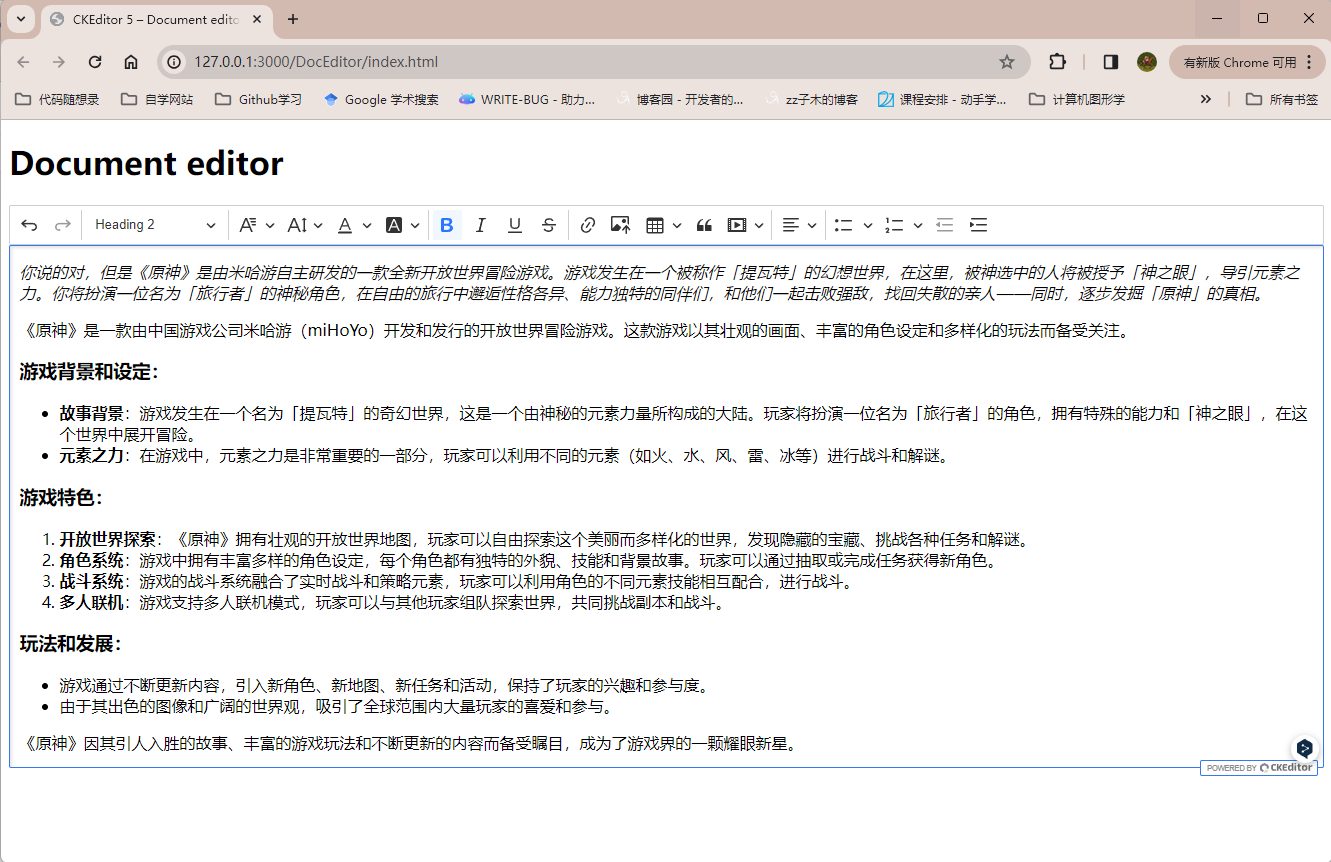 CKEditor 5 – Document edito
127.0.0.1:3000/DocEditor/index.html
有新版 Chrome 可用
代码随想录 自学网站 Github学习 Google 学术搜索 WRITE-BUG - 助力... 博客园 - 开发者的... zz子木的博客 课程安排 - 动手学... 计算机图形学 所有书签
Document editor
Heading 2
你说的对，但是《原神》是由米哈游自主研发的一款全新开放世界冒险游戏。游戏发生在一个被称作「提瓦特」的幻想世界，在这里，被神选中的人将被授予「神之眼」，导引元素之
力。你将扮演一位名为「旅行者」的神秘角色，在自由的旅行中邂逅性格各异、能力独特的同伴们，和他们一起击败强敌，找回失散的亲人——同时，逐步发掘「原神」的真相。
《原神》是一款由中国游戏公司米哈游（miHoYo）开发和发行的开放世界冒险游戏。这款游戏以其壮观的画面、丰富的角色设定和多样化的玩法而备受关注。
游戏背景和设定：
• 故事背景：游戏发生在一个名为「提瓦特」的奇幻世界，这是一个由神秘的元素力量所构成的大陆。玩家将扮演一位名为「旅行者」的角色，拥有特殊的能力和「神之眼」，在这
个世界中展开冒险。
• 元素之力：在游戏中，元素之力是非常重要的一部分，玩家可以利用不同的元素（如火、水、风、雷、冰等）进行战斗和解谜。
游戏特色：
1. 开放世界探索：《原神》拥有壮观的开放世界地图，玩家可以自由探索这个美丽而多样化的世界，发现隐藏的宝藏、挑战各种任务和解谜。
2. 角色系统：游戏中拥有丰富多样的角色设定，每个角色都有独特的外貌、技能和背景故事。玩家可以通过抽取或完成任务获得新角色。
3. 战斗系统：游戏的战斗系统融合了实时战斗和策略元素，玩家可以利用角色的不同元素技能相互配合，进行战斗。
4. 多人联机：游戏支持多人联机模式，玩家可以与其他玩家组队探索世界，共同挑战副本和战斗。
玩法和发展：
• 游戏通过不断更新内容，引入新角色、新地图、新任务和活动，保持了玩家的兴趣和参与度。
• 由于其出色的图像和广阔的世界观，吸引了全球范围内大量玩家的喜爱和参与。
《原神》因其引人入胜的故事、丰富的游戏玩法和不断更新的内容而备受瞩目，成为了游戏界的一颗耀眼新星。
POWERED BY CKEditor